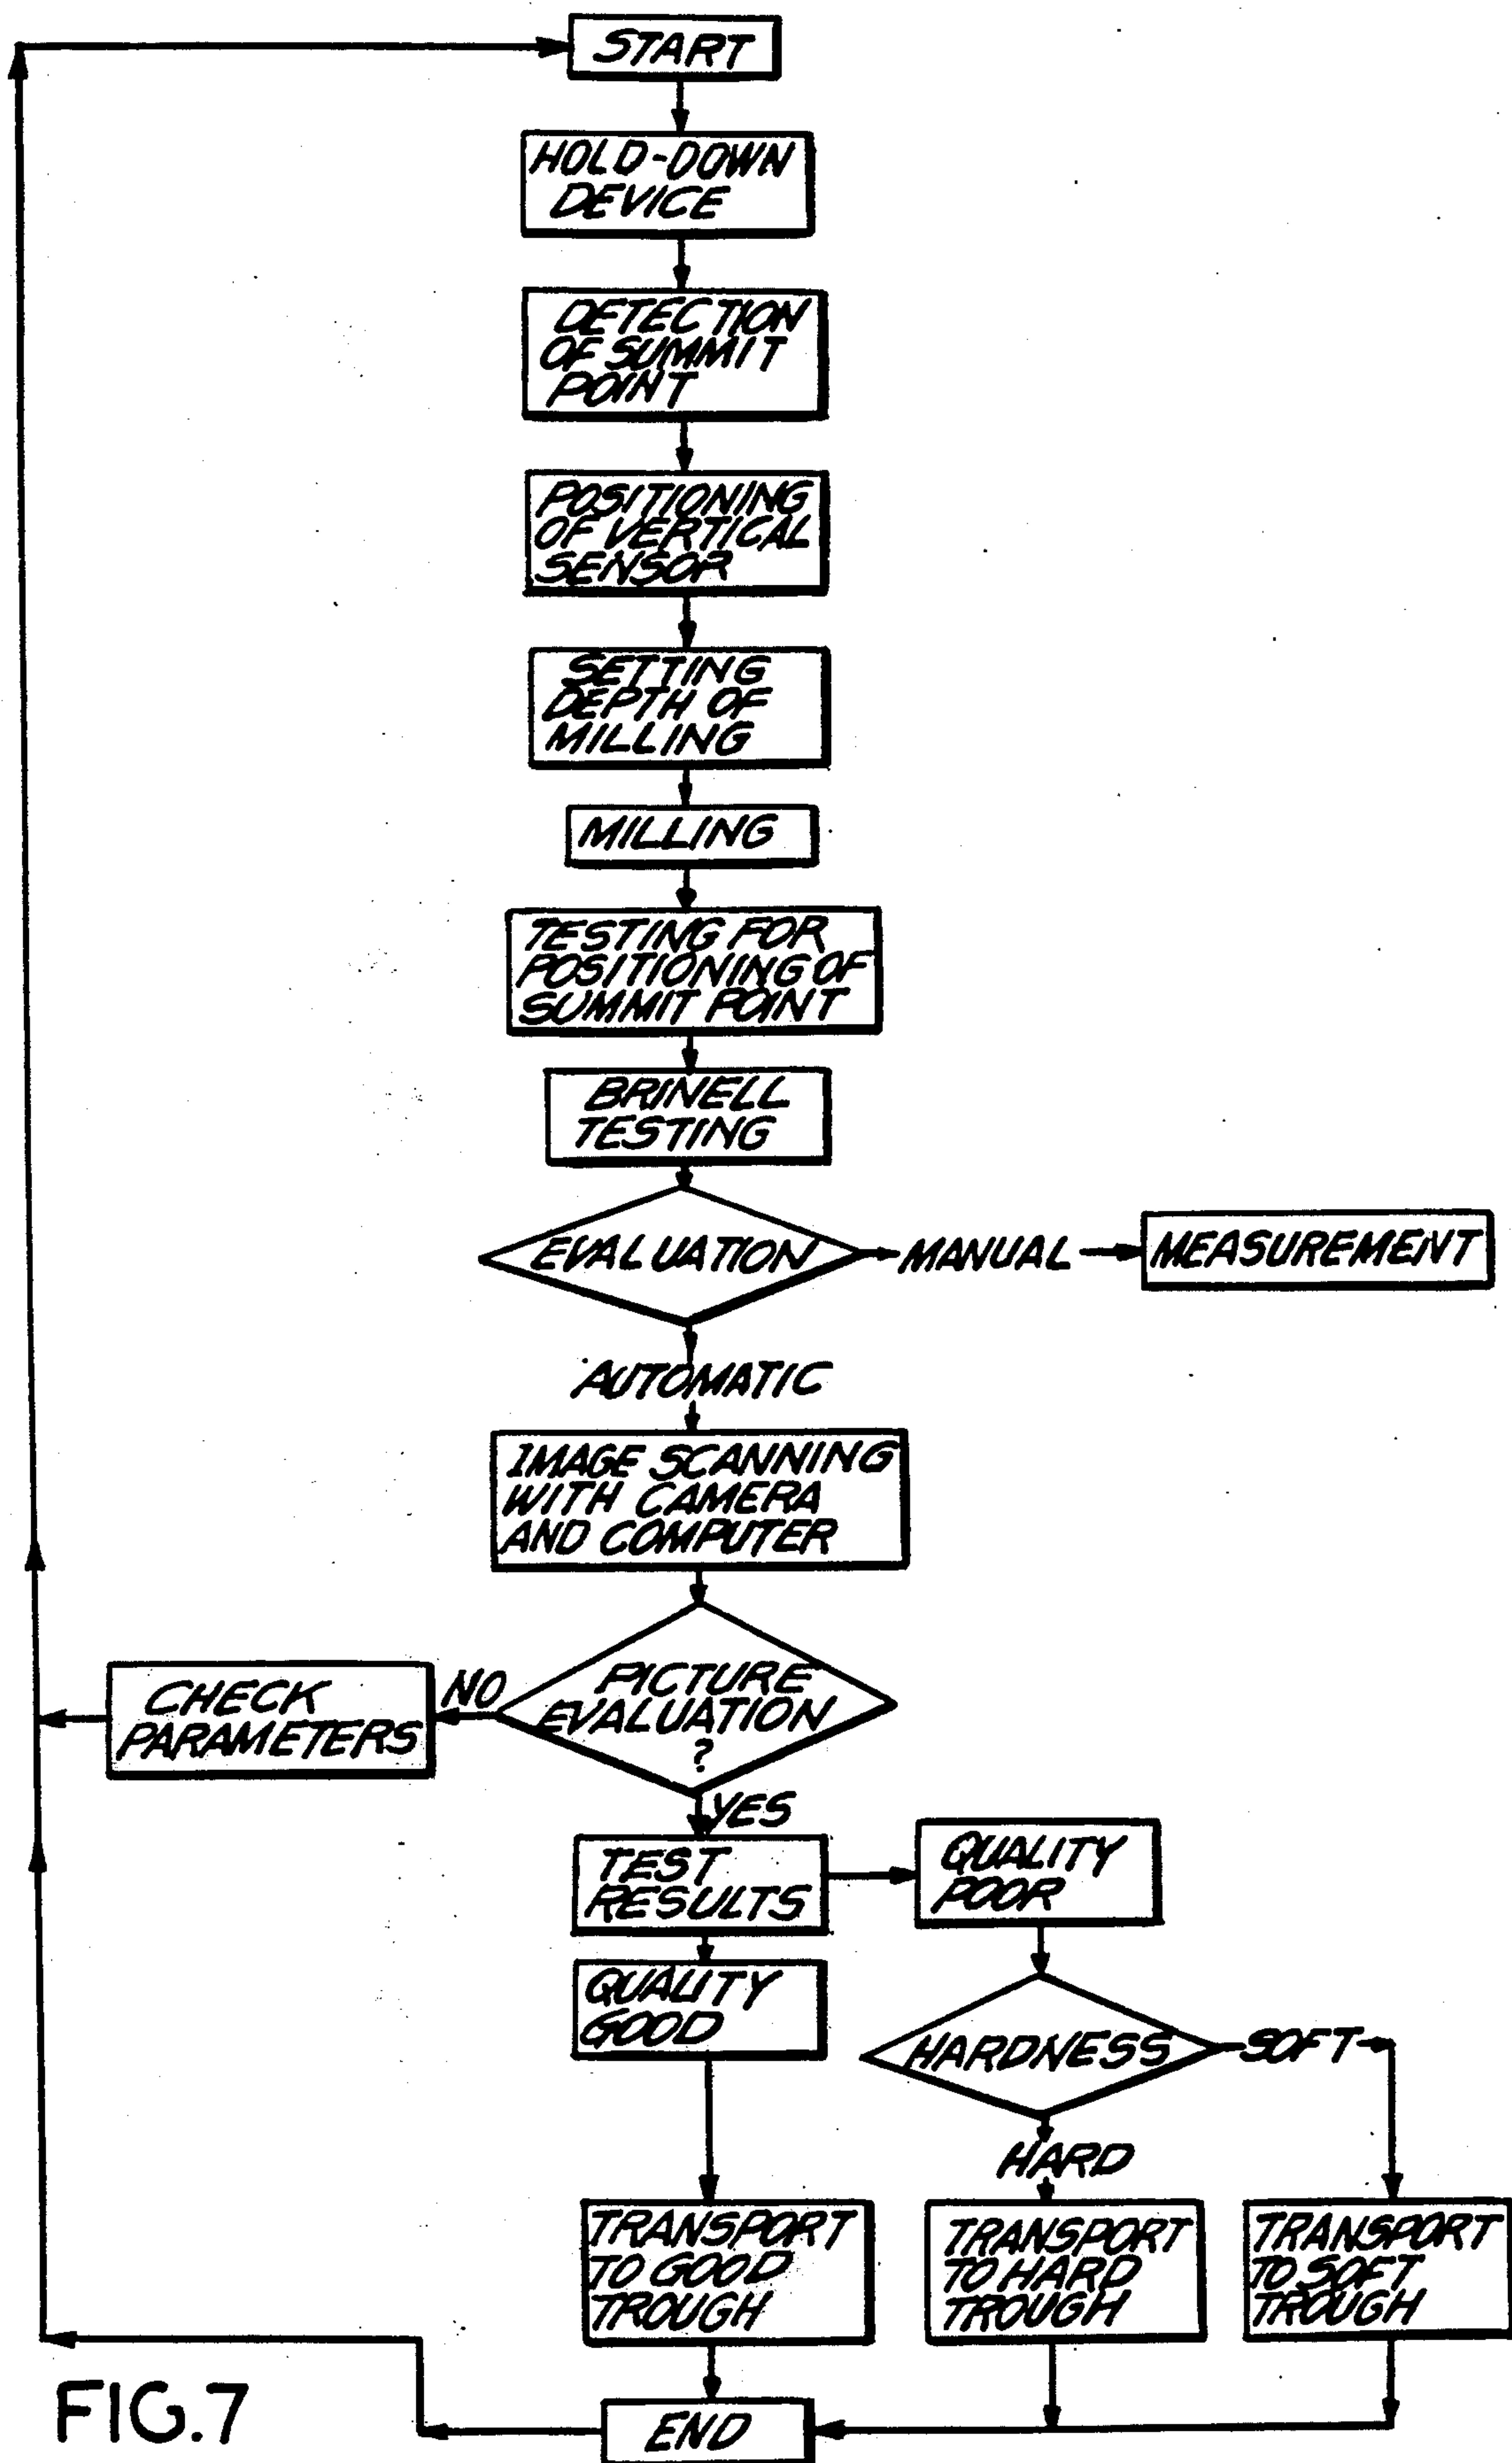 START
HOLD-DOWN
DEVICE
DETECTION
OF SUMMIT
POINT
POSITIONING
OF VERTICAL
SENSOR
SETTING
DEPTH OF
MILLING
MILLING
TESTING FOR
POSITIONING OF
SUMMIT POINT
BRINELL
TESTING
EVALUATION
MANUAL
MEASUREMENT
AUTOMATIC
IMAGE SCANNING
WITH CAMERA
AND COMPUTER
PICTURE
EVALUATION
?
NO
CHECK
PARAMETERS
YES
TEST
RESULTS
QUALITY
POOR
QUALITY
GOOD
HARDNESS
SOFT
HARD
TRANSPORT
TO GOOD
TROUGH
TRANSPORT
TO HARD
TROUGH
TRANSPORT
TO SOFT
TROUGH
END
FIG.7